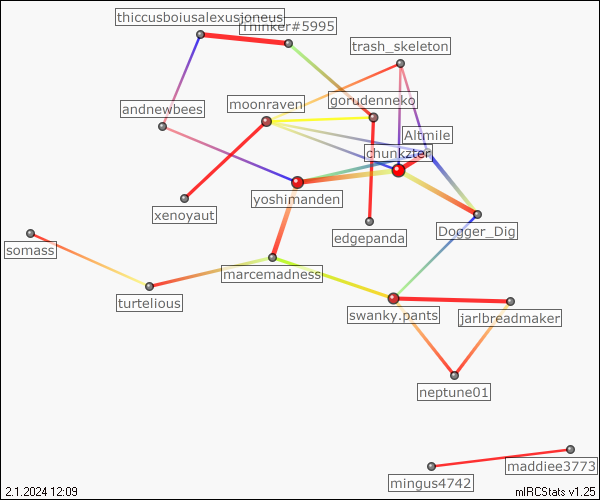 thiccusboiusalexusjoneus
Thinker#5995
trash_skeleton
gorudenneko
moonraven
andnewbees
Altmile
chunkzter
yoshimanden
xenoyaut
edgepanda
Dogger_Dig
somass
marcemadness
turtelious
swanky.pants
jarlbreadmaker
neptune01
maddiee3773
mingus4742
2.1.2024 12:09
mIRCStats v1.25